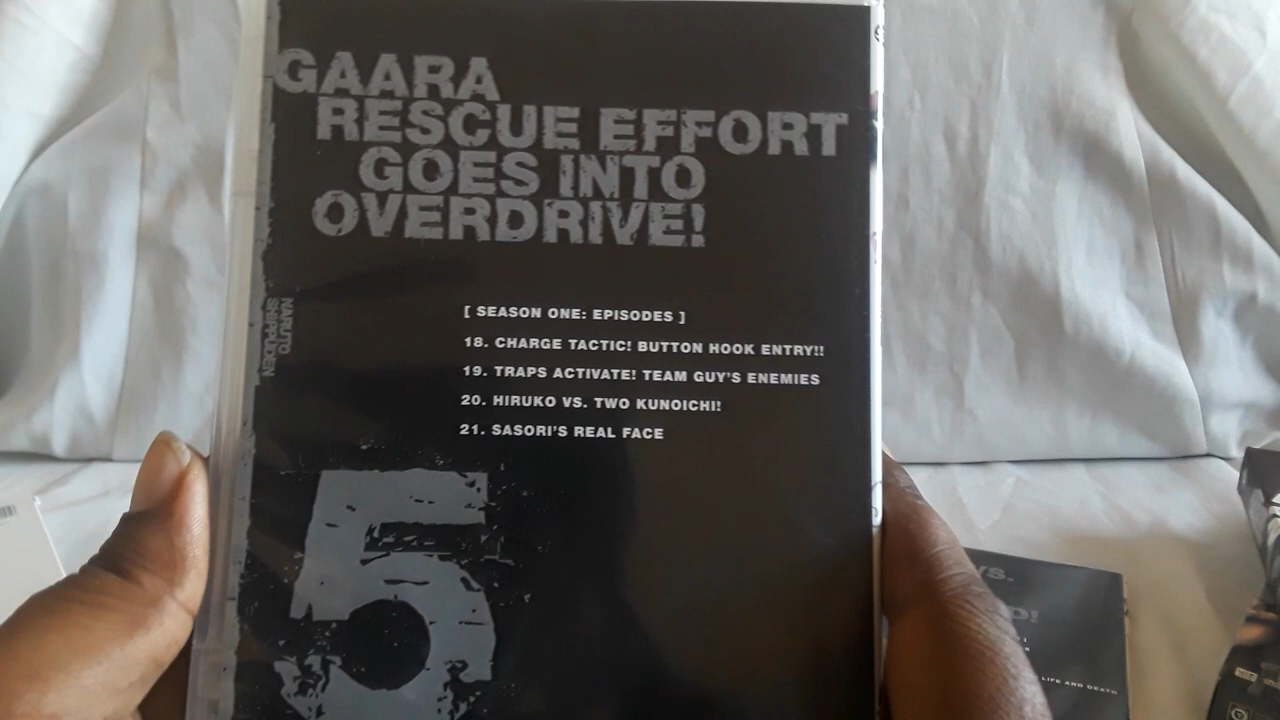 GAARA
RESCUE EFFORT
GOES INTO
OVERDRIVE!
NARUTO
SHIPPUDEN
[ SEASON ONE: EPISODES ]
18. CHARGE TACTIC! BUTTON HOOK ENTRY!!
19. TRAPS ACTIVATE! TEAM GUY'S ENEMIES
20. HIRUKO VS. TWO KUNOICHI!
21. SASORI'S REAL FACE
5
VS.
LIFE AND DEATH